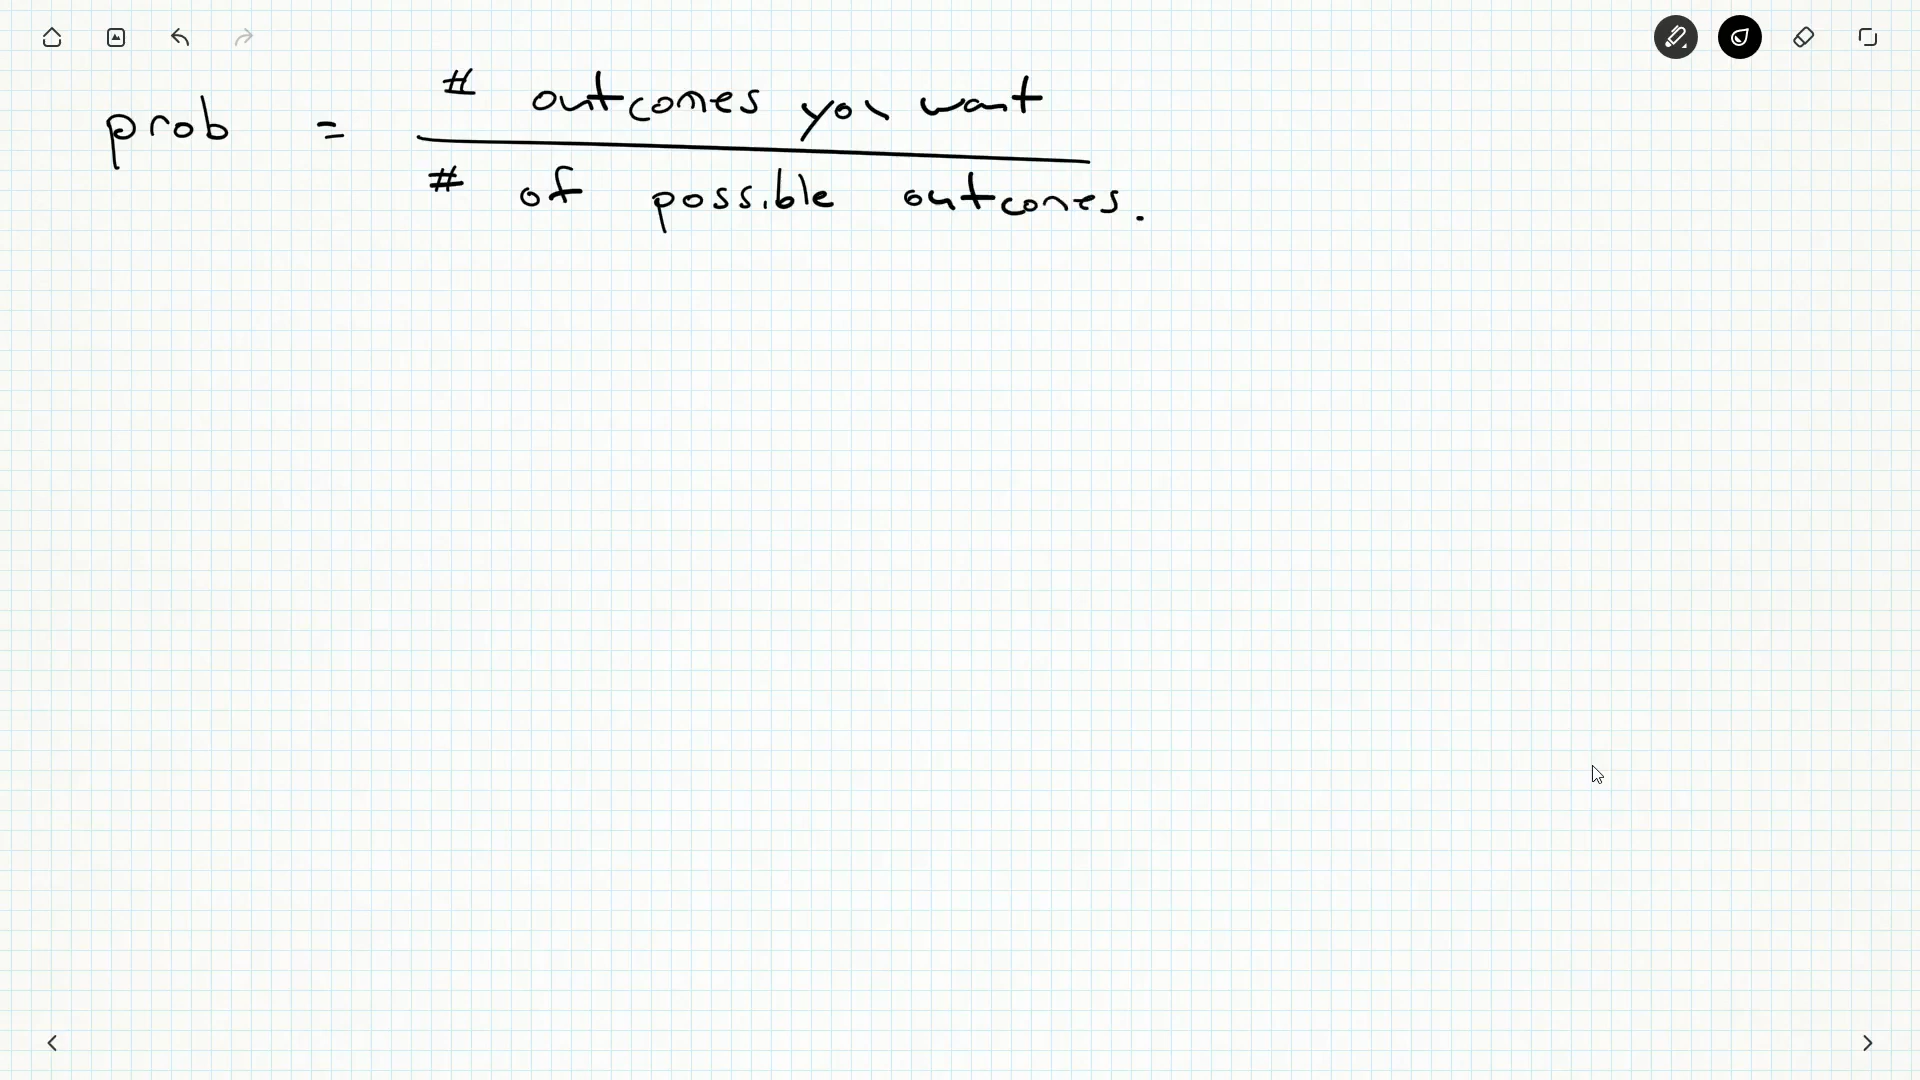 # outcomes you want
prob =
# of possible outcomes.